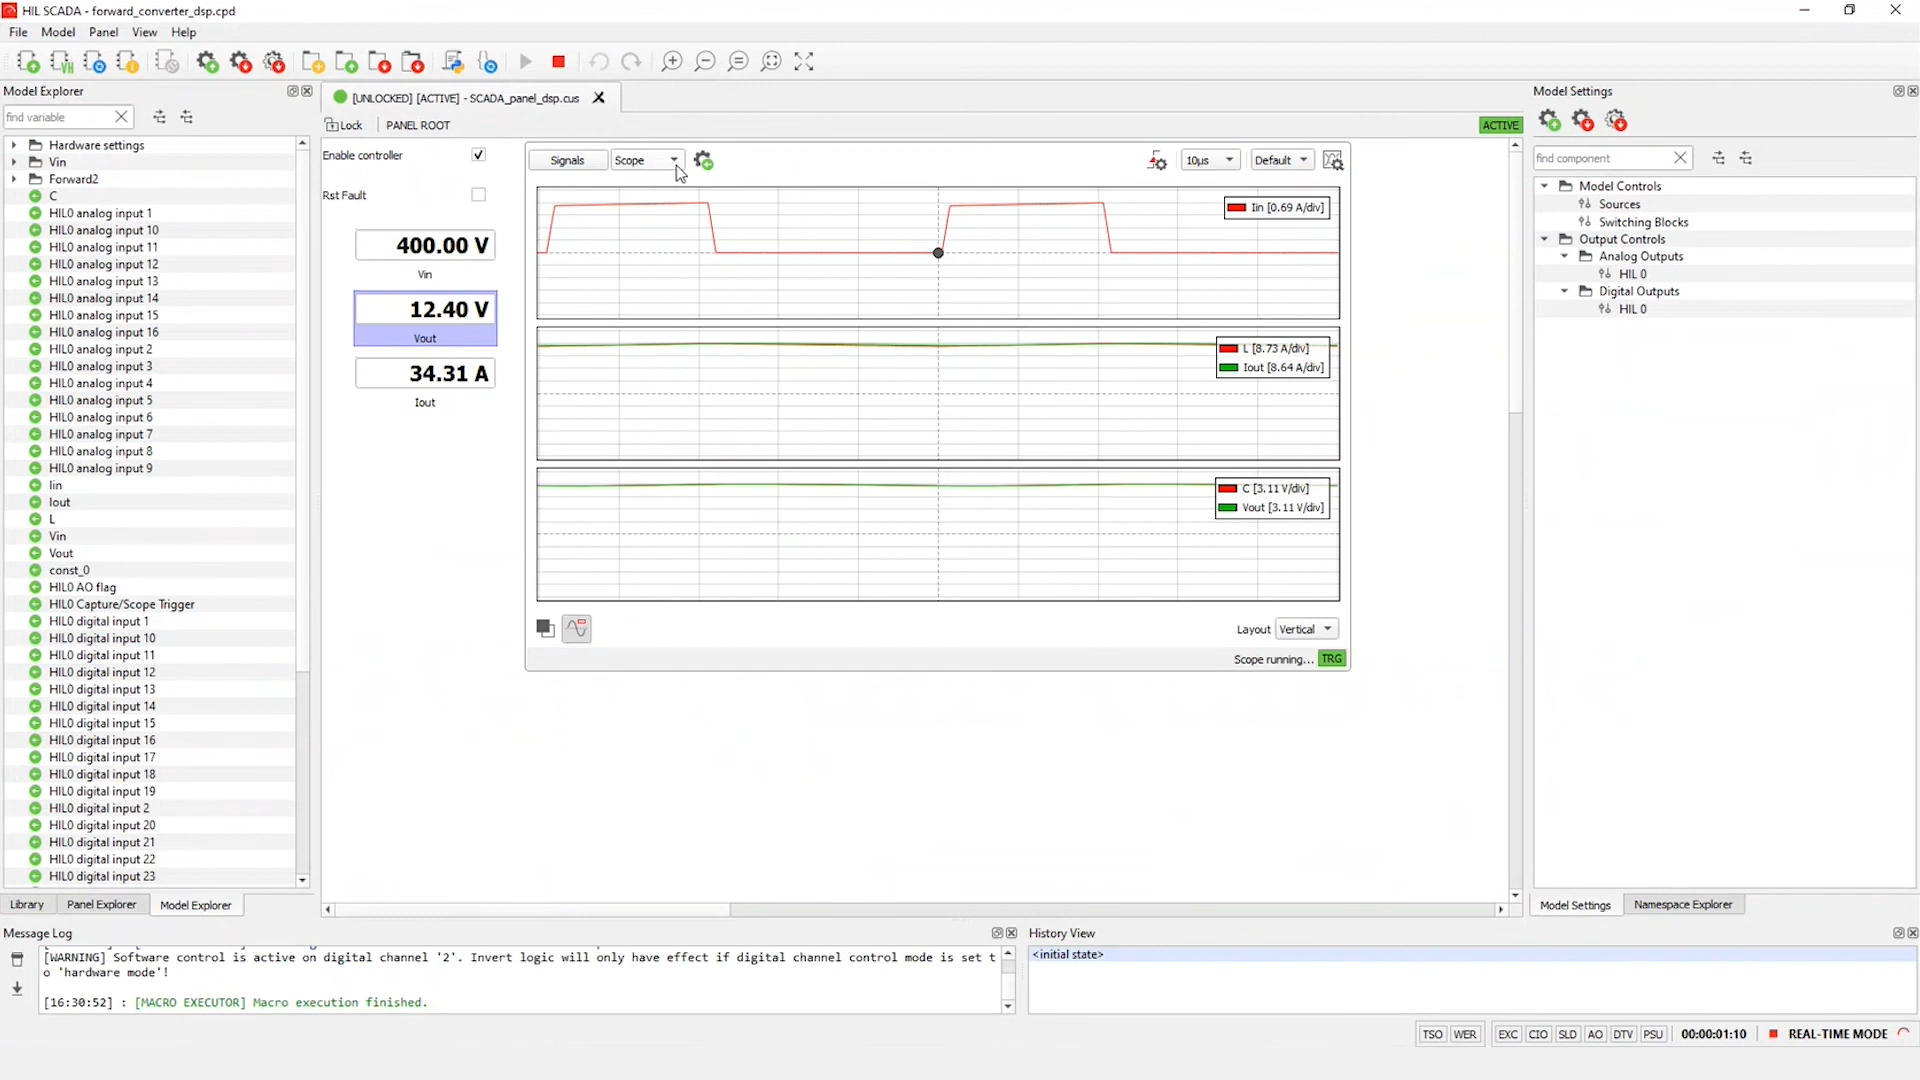 HIL SCADA - forward_converter_dsp.cpd
File Model Panel View Help
Model Explorer
find variable
Hardware settings
Vin
Forward2
C
HIL0 analog input 1
HIL0 analog input 10
HIL0 analog input 11
HIL0 analog input 12
HIL0 analog input 13
HIL0 analog input 14
HIL0 analog input 15
HIL0 analog input 16
HIL0 analog input 2
HIL0 analog input 3
HIL0 analog input 4
HIL0 analog input 5
HIL0 analog input 6
HIL0 analog input 7
HIL0 analog input 8
HIL0 analog input 9
Iin
Iout
L
Vin
Vout
const_0
HIL0 AO flag
HIL0 Capture/Scope Trigger
HIL0 digital input 1
HIL0 digital input 10
HIL0 digital input 11
HIL0 digital input 12
HIL0 digital input 13
HIL0 digital input 14
HIL0 digital input 15
HIL0 digital input 16
HIL0 digital input 17
HIL0 digital input 18
HIL0 digital input 19
HIL0 digital input 2
HIL0 digital input 20
HIL0 digital input 21
HIL0 digital input 22
HIL0 digital input 23
Library Panel Explorer Model Explorer
[UNLOCKED] [ACTIVE] - SCADA_panel_dsp.cus
Lock PANEL ROOT ACTIVE
Enable controller
Rst Fault
400.00 V
Vin
12.40 V
Vout
34.31 A
Iout
Signals Scope 10µs Default
Iin [0.69 A/div]
L [8.73 A/div]
Iout [8.64 A/div]
C [3.11 V/div]
Vout [3.11 V/div]
Layout Vertical
Scope running... TRG
Model Settings
find component
Model Controls
Sources
Switching Blocks
Output Controls
Analog Outputs
HIL 0
Digital Outputs
HIL 0
Model Settings Namespace Explorer
Message Log
[WARNING] Software control is active on digital channel '2'. Invert logic will only have effect if digital channel control mode is set t
o 'hardware mode'!
[16:30:52] : [MACRO EXECUTOR] Macro execution finished.
History View
<initial state>
TSO WER EXC CIO SLD AO DTV PSU 00:00:01:10 REAL-TIME MODE